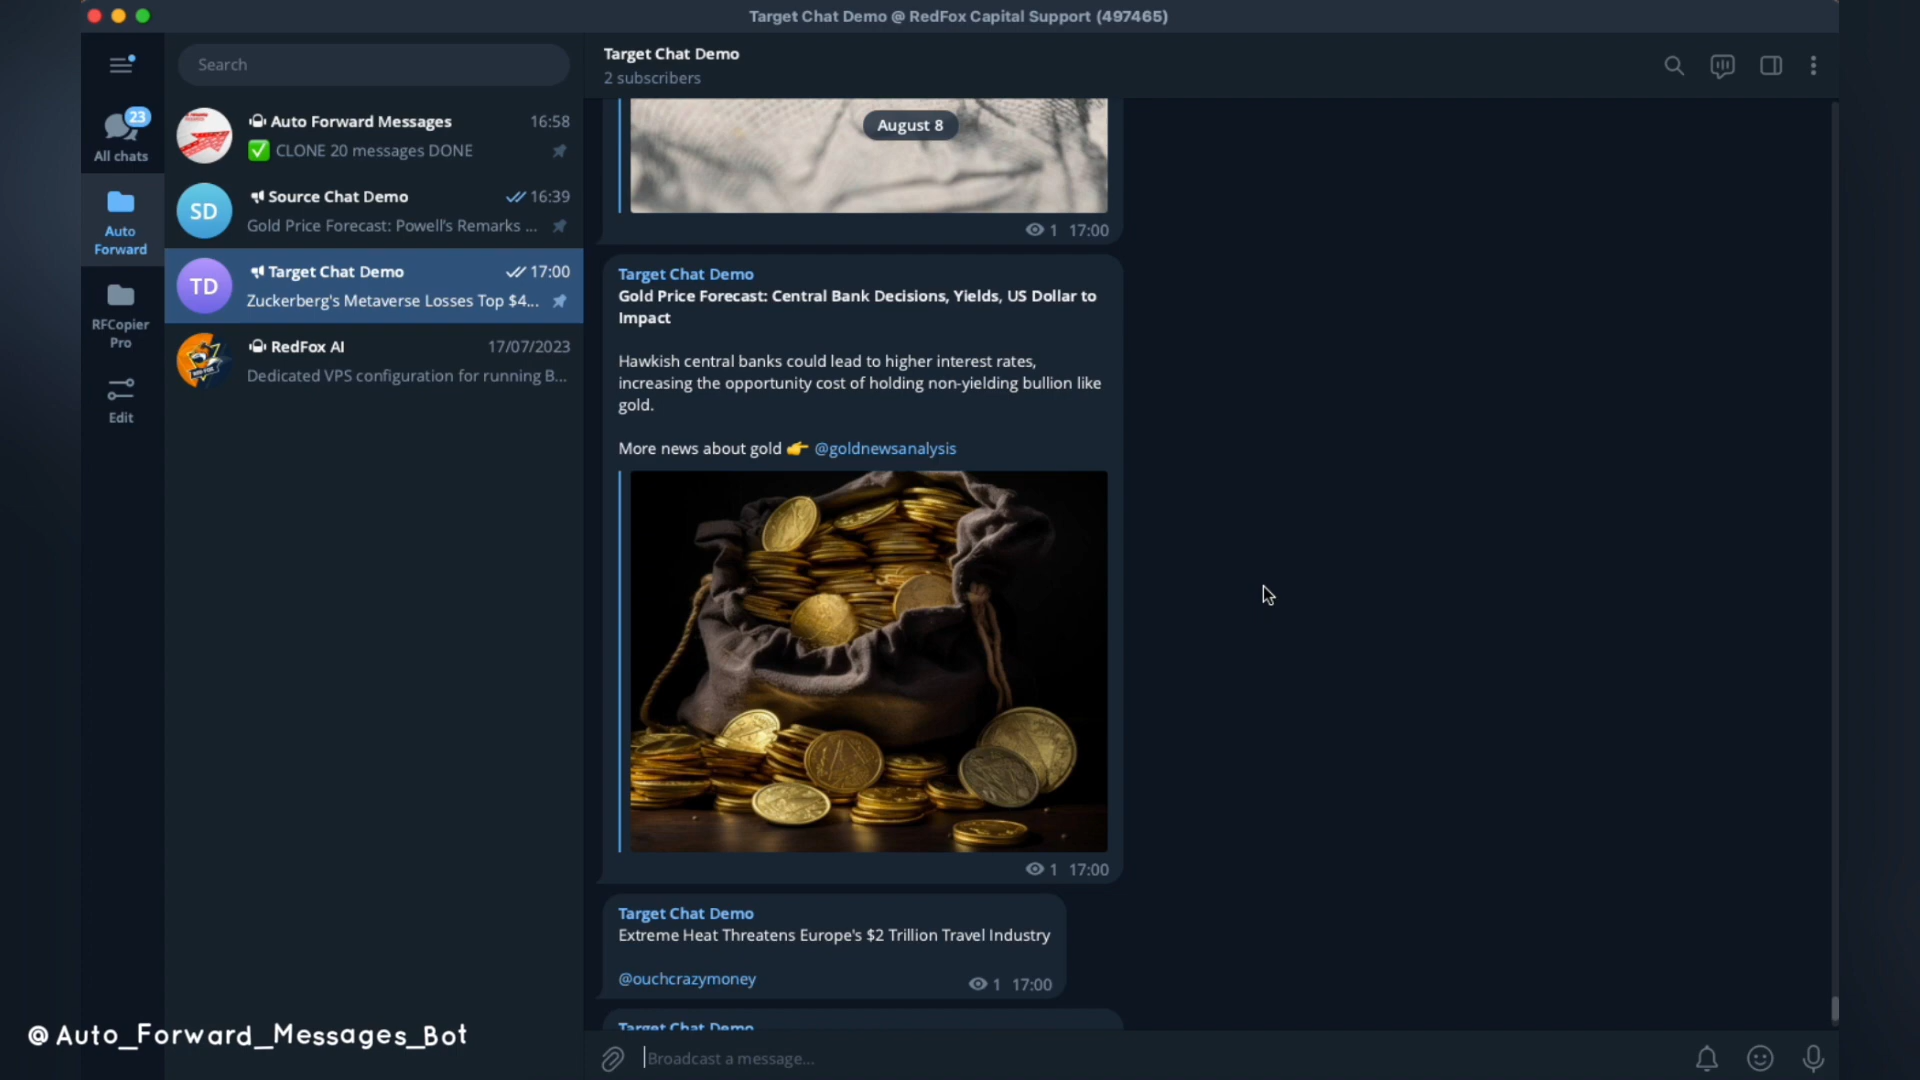 Target Chat Demo @ RedFox Capital Support (497465)
Search
23
All chats
Auto Forward
RFCopier Pro
Edit
Auto Forward Messages 16:58
✅ CLONE 20 messages DONE
SD
Source Chat Demo 16:39
Gold Price Forecast: Powell's Remarks ...
TD
Target Chat Demo 17:00
Zuckerberg's Metaverse Losses Top $4...
RedFox AI 17/07/2023
Dedicated VPS configuration for running B...
Target Chat Demo
2 subscribers
August 8
1 17:00
Target Chat Demo
Gold Price Forecast: Central Bank Decisions, Yields, US Dollar to
Impact
Hawkish central banks could lead to higher interest rates,
increasing the opportunity cost of holding non-yielding bullion like
gold.
More news about gold 👉 @goldnewsanalysis
1 17:00
Target Chat Demo
Extreme Heat Threatens Europe's $2 Trillion Travel Industry
@ouchcrazymoney
1 17:00
Target Chat Demo
Broadcast a message...
@Auto_Forward_Messages_Bot